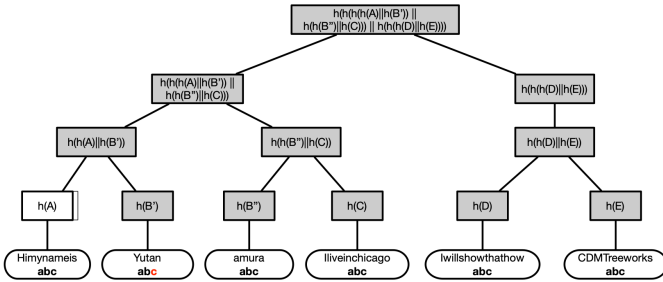 h(h(h(h(A)||h(B')) ||
h(h(B")||h(C))) || h(h(h(D)||h(E))))
h(h(h(A)||h(B')) ||
h(h(B")||h(C)))
h(h(h(D)||h(E)))
h(h(A)||h(B'))
h(h(B")||h(C))
h(h(D)||h(E))
h(A)
h(B')
h(B")
h(C)
h(D)
h(E)
Himynameis
abc
Yutan
abc
amura
abc
Iliveinchicago
abc
Iwillshowthathow
abc
CDMTreeworks
abc